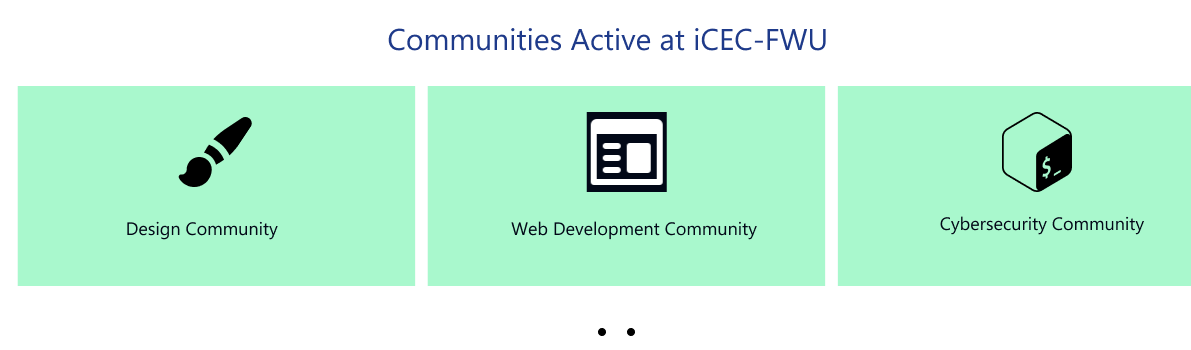 Communities Active at iCEC-FWU
Design Community
Web Development Community
Cybersecurity Community
$_